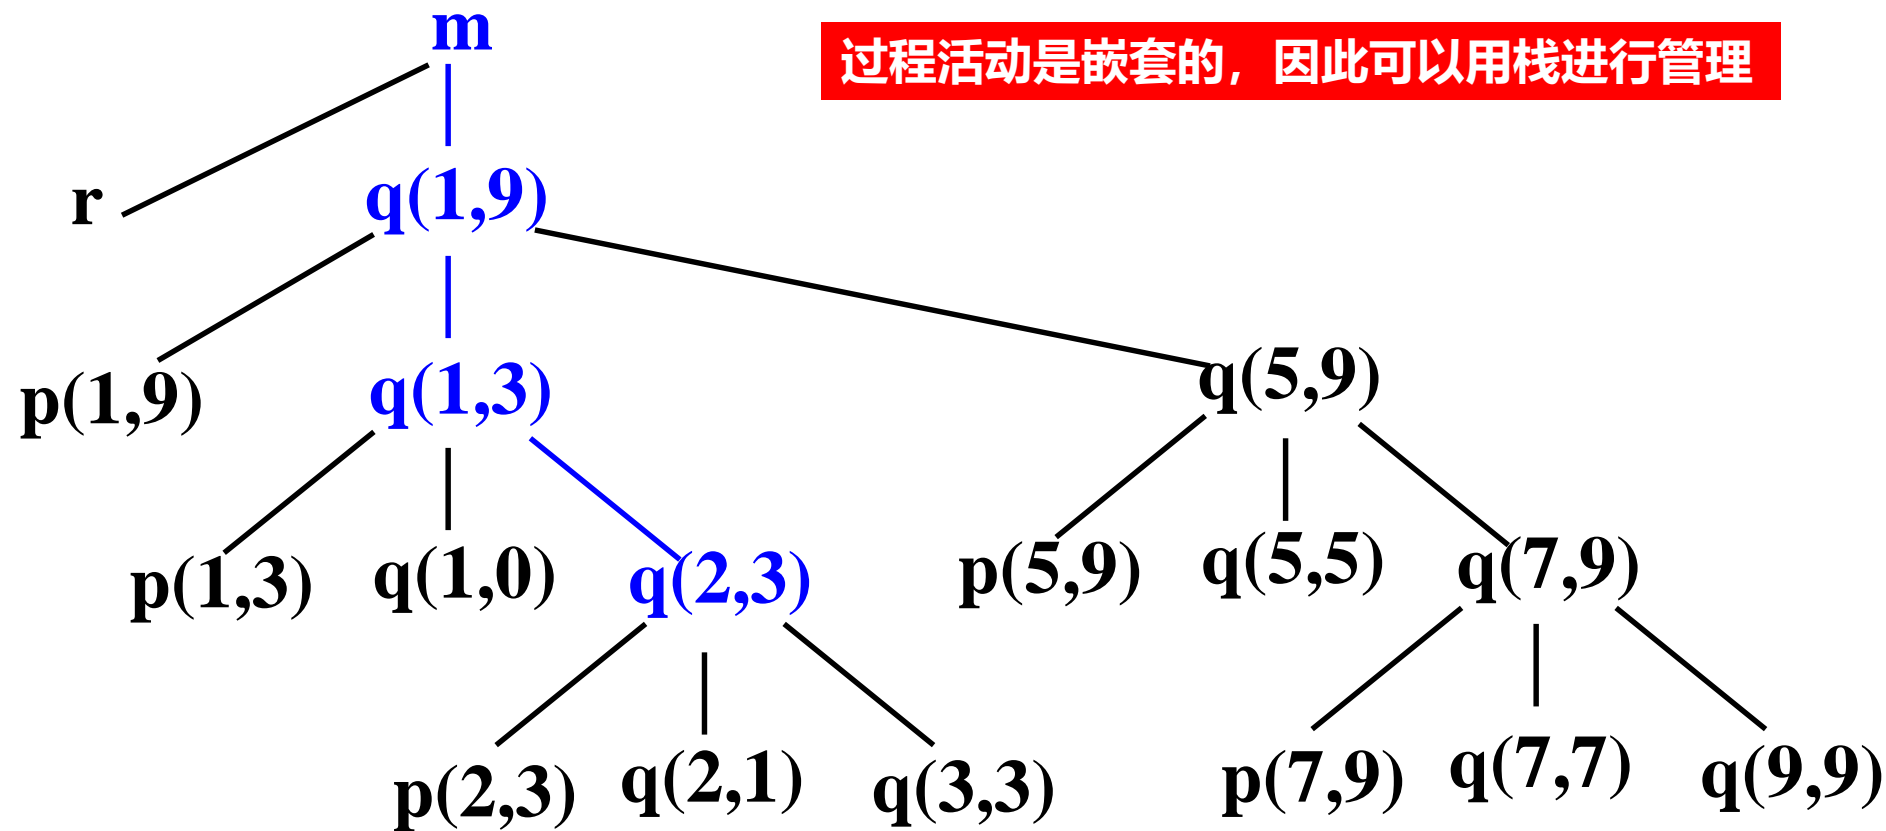 m
过程活动是嵌套的，因此可以用栈进行管理
r
q(1,9)
p(1,9)
q(1,3)
q(5,9)
p(1,3)
q(1,0)
q(2,3)
p(5,9)
q(5,5)
q(7,9)
p(2,3)
q(2,1)
q(3,3)
p(7,9)
q(7,7)
q(9,9)